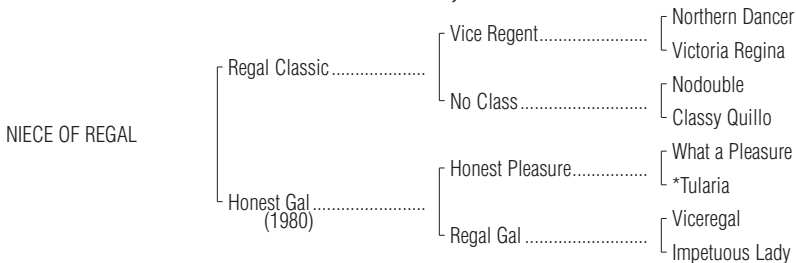 Northern Dancer
Vice Regent
Victoria Regina
Regal Classic
Nodouble
No Class
Classy Quillo
NIECE OF REGAL
What a Pleasure
Honest Pleasure
*Tularia
Honest Gal
(1980)
Viceregal
Regal Gal
Impetuous Lady